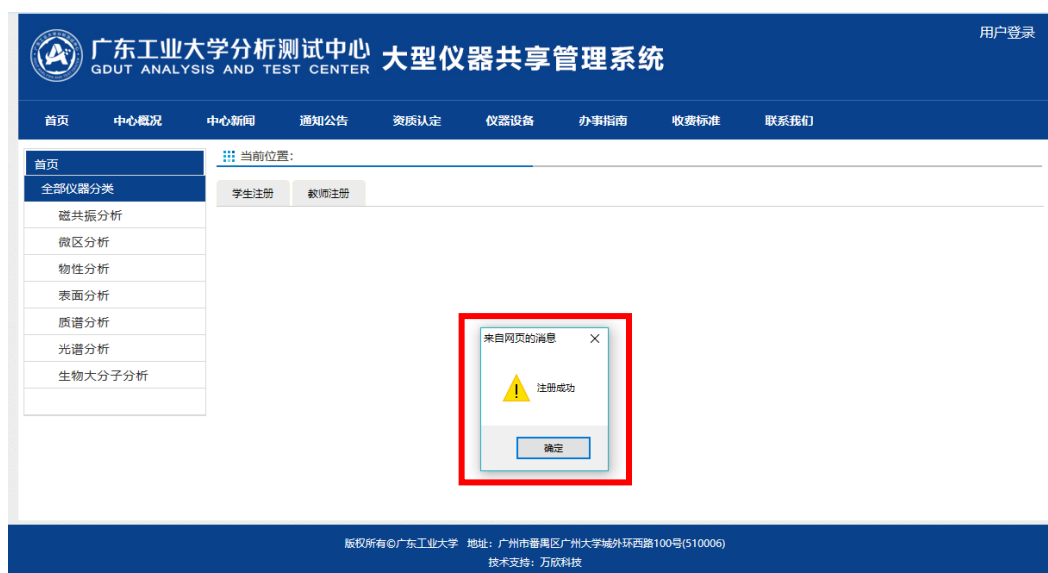 用户登录
广东工业大学分析测试中心 大型仪器共享管理系统
GDUT ANALYSIS AND TEST CENTER
首页 中心概况 中心新闻 通知公告 资质认定 仪器设备 办事指南 收费标准 联系我们
首页
当前位置：
全部仪器分类
学生注册 教师注册
磁共振分析
微区分析
物性分析
表面分析
质谱分析
光谱分析
生物大分子分析
来自网页的消息
注册成功
确定
版权所有©广东工业大学 地址：广州市番禺区广州大学城外环西路100号(510006)
技术支持：万欣科技